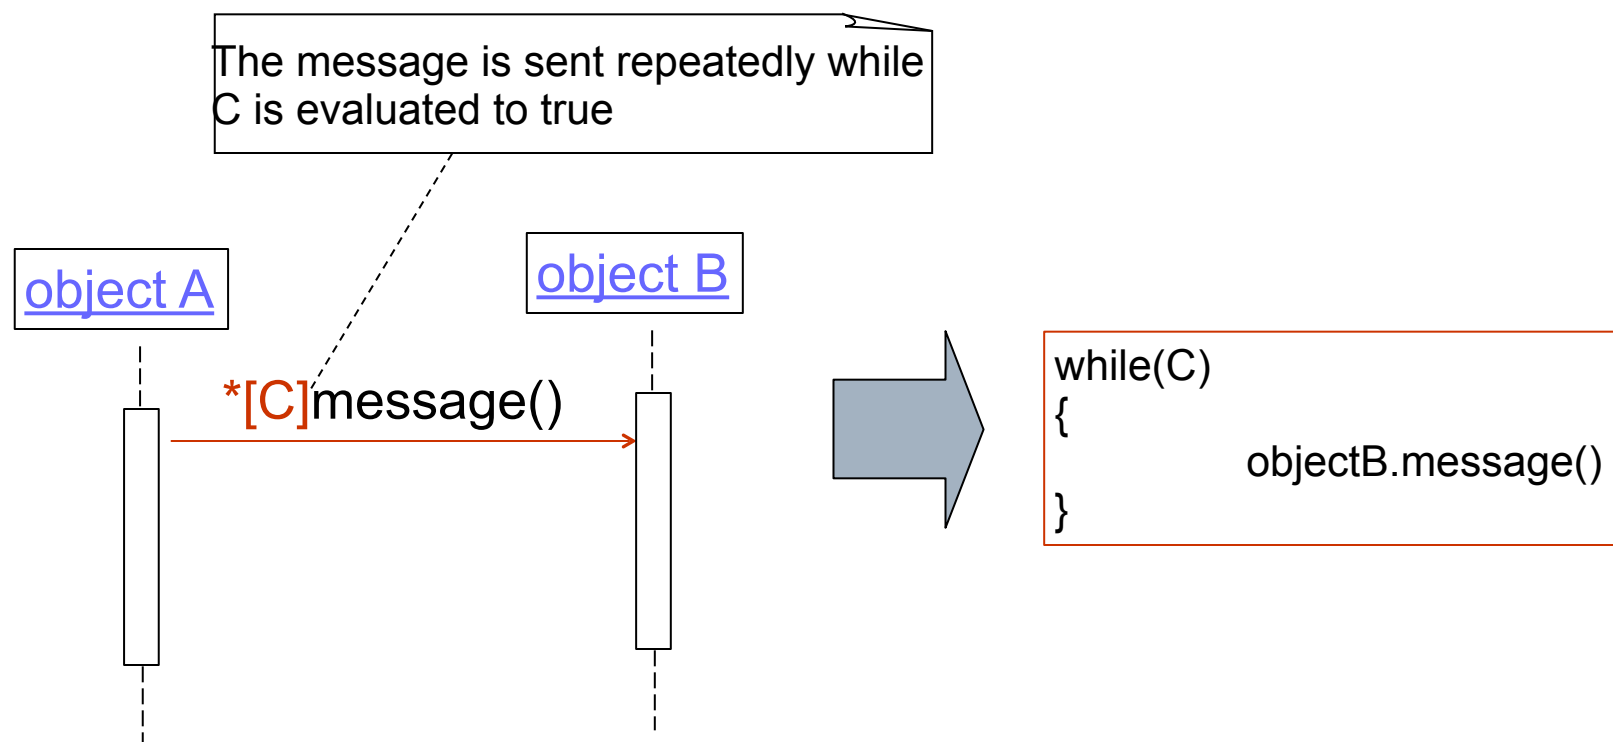 The message is sent repeatedly while
C is evaluated to true
object A
object B
*[C]message()
while(C)
{
objectB.message()
}